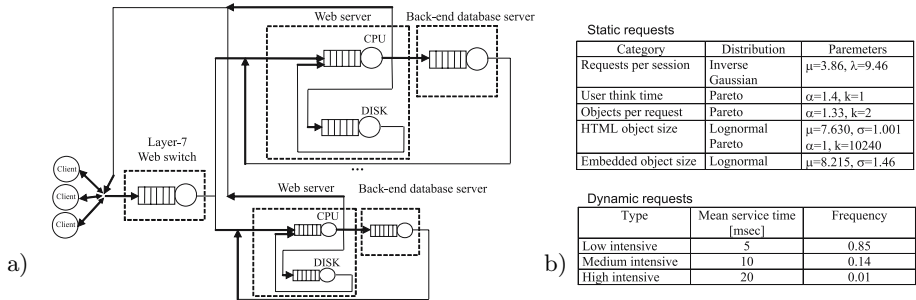 Web server
Back-end database server
CPU
DISK
Layer-7
Web switch
Client
Client
Client
...
Web server
Back-end database server
CPU
DISK
a)
Static requests
Category Distribution Paremeters
Requests per session Inverse Gaussian μ=3.86, λ=9.46
User think time Pareto α=1.4, k=1
Objects per request Pareto α=1.33, k=2
HTML object size Lognormal μ=7.630, σ=1.001
Pareto α=1, k=10240
Embedded object size Lognormal μ=8.215, σ=1.46
Dynamic requests
Type Mean service time [msec] Frequency
Low intensive 5 0.85
Medium intensive 10 0.14
High intensive 20 0.01
b)